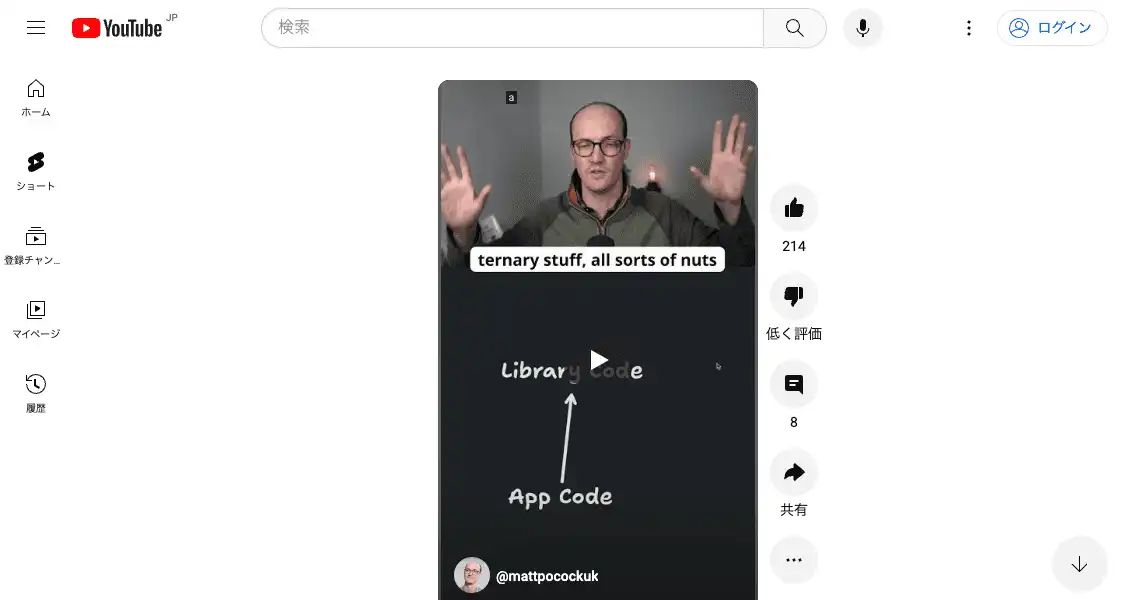 YouTube JP
検索
ログイン
ホーム
ショート
登録チャン...
マイページ
履歴
a
ternary stuff, all sorts of nuts
Library Code
App Code
@mattpocockuk
214
低く評価
8
共有